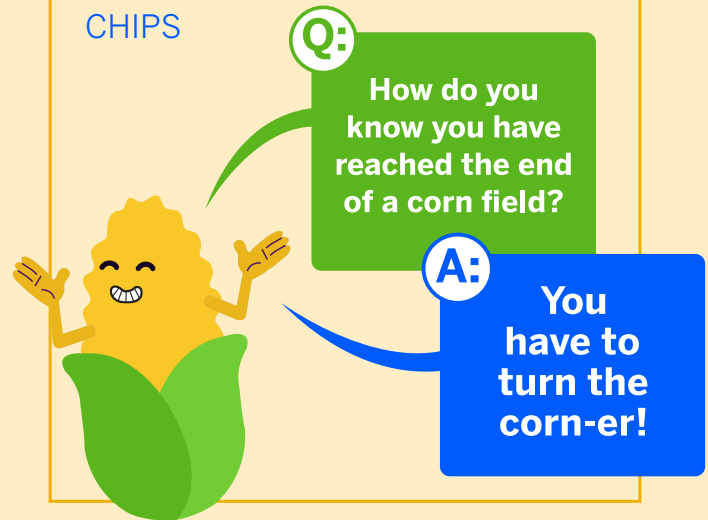 CHIPS
Q:
How do you
know you have
reached the end
of a corn field?
A:
You
have to
turn the
corn-er!